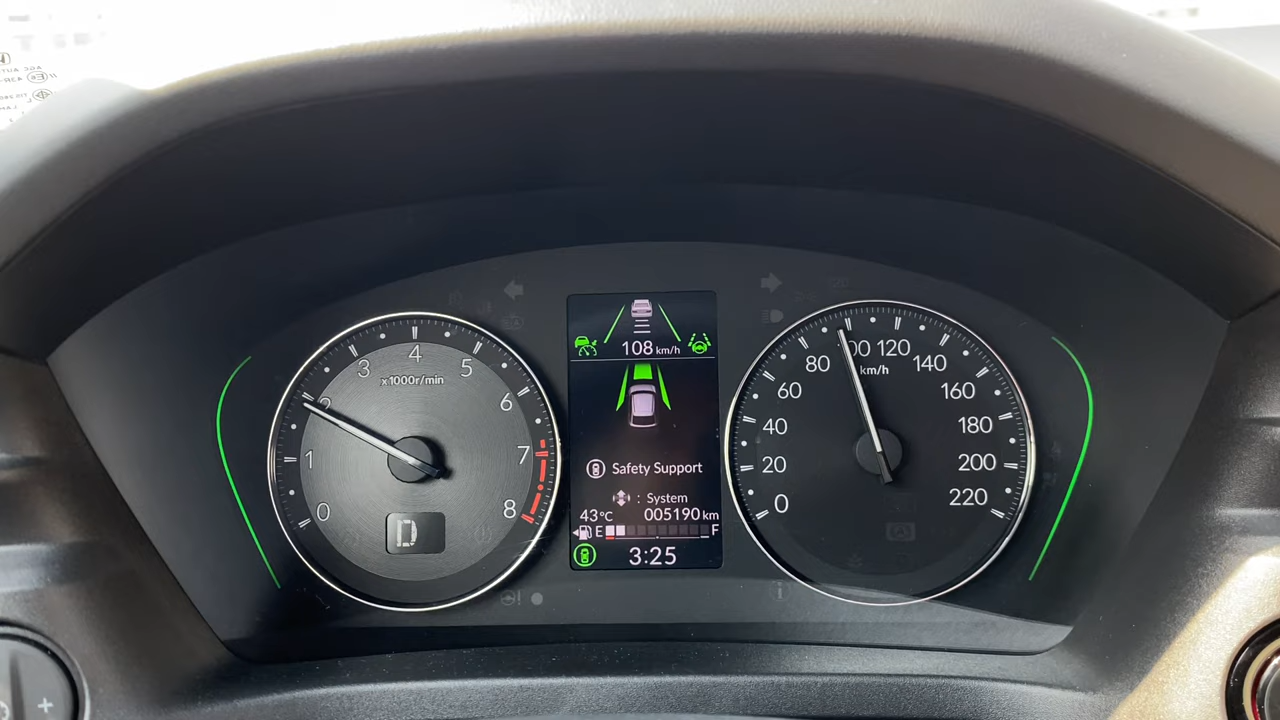 108 km/h
Safety Support
: System
43°C 005190 km
E F
3:25
x1000r/min
0
1
2
3
4
5
6
7
8
D
km/h
0
20
40
60
80
100
120
140
160
180
200
220
+